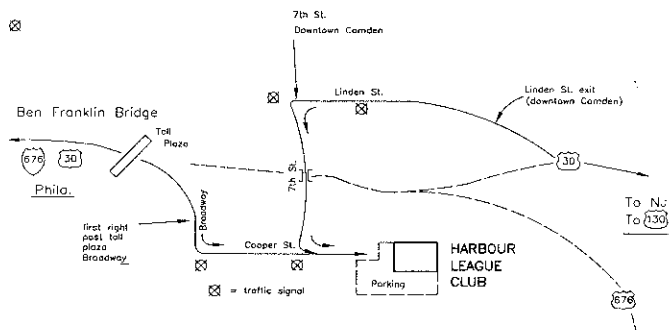 7th St.
Downtown Camden
Linden St.
Linden St. exit
(downtown Camden)
Ben Franklin Bridge
Toll
Plaza
676
30
Phila.
7th St.
30
To NJ
To 130
first right
past toll
plaza
Broadway
Broadway
Cooper St.
HARBOUR
LEAGUE
CLUB
Parking
= traffic signal
676